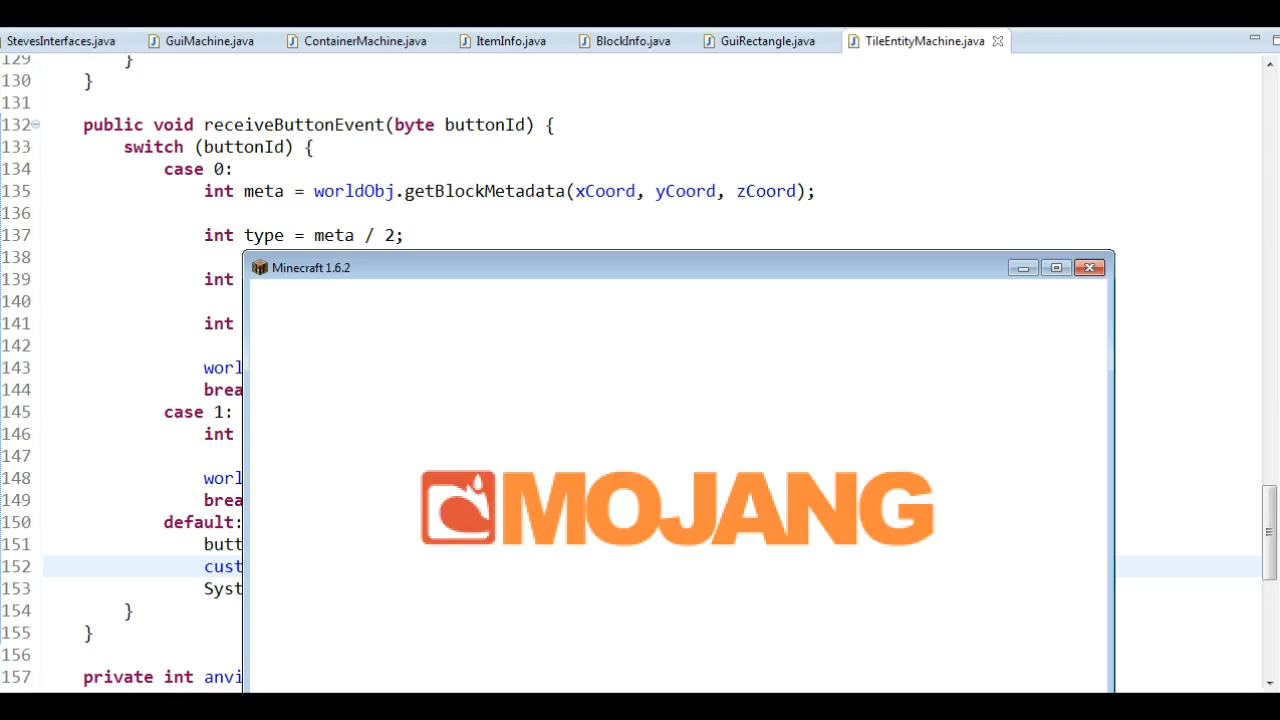 StevesInterfaces.java GuiMachine.java ContainerMachine.java ItemInfo.java BlockInfo.java GuiRectangle.java TileEntityMachine.java
129 }
130 }
131
132 public void receiveButtonEvent(byte buttonId) {
133 switch (buttonId) {
134 case 0:
135 int meta = worldObj.getBlockMetadata(xCoord, yCoord, zCoord);
136
137 int type = meta / 2;
138
Minecraft 1.6.2
139 int
140
141 int
142
143 worl
144 brea
145 case 1:
146 int
147
148 worl
MOJANG
149 brea
150 default:
151 butt
152 cust
153 Syst
154 }
155 }
156
157 private int anvi